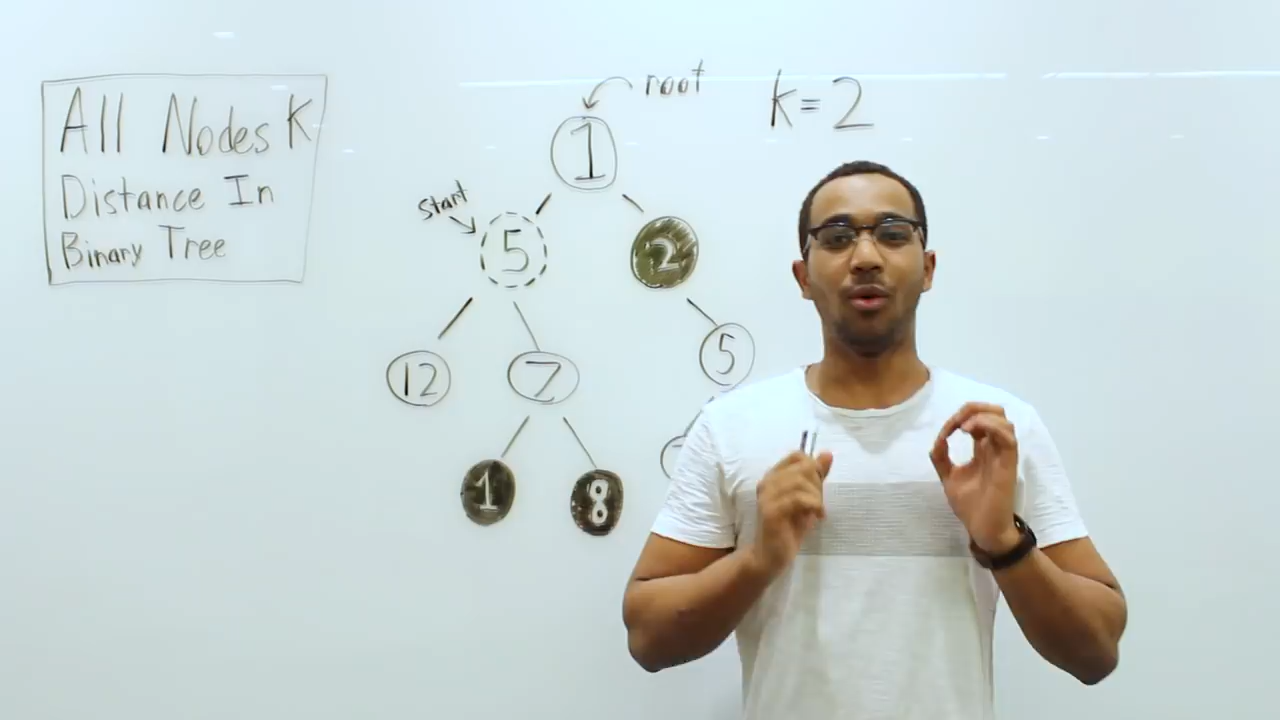 All Nodes K
Distance In
Binary Tree
root
k=2
1
start
5
2
12
7
5
1
8